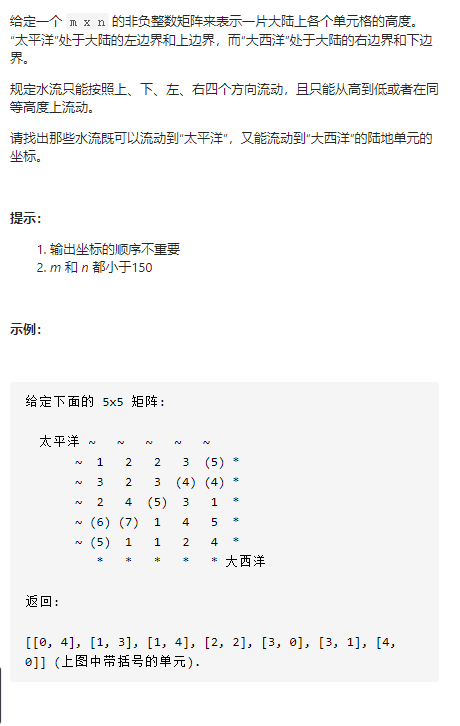 给定一个 m x n 的非负整数矩阵来表示一片大陆上各个单元格的高度。
“太平洋”处于大陆的左边界和上边界，而“大西洋”处于大陆的右边界和下边
界。
规定水流只能按照上、下、左、右四个方向流动，且只能从高到低或者在同
等高度上流动。
请找出那些水流既可以流动到“太平洋”，又能流动到“大西洋”的陆地单元的
坐标。
提示：
1. 输出坐标的顺序不重要
2. m 和 n 都小于150
示例：
给定下面的 5x5 矩阵:
太平洋 ~ ~ ~ ~ ~
~ 1 2 2 3 (5) *
~ 3 2 3 (4) (4) *
~ 2 4 (5) 3 1 *
~ (6) (7) 1 4 5 *
~ (5) 1 1 2 4 *
* * * * * 大西洋
返回:
[[0, 4], [1, 3], [1, 4], [2, 2], [3, 0], [3, 1], [4,
0]] (上图中带括号的单元).